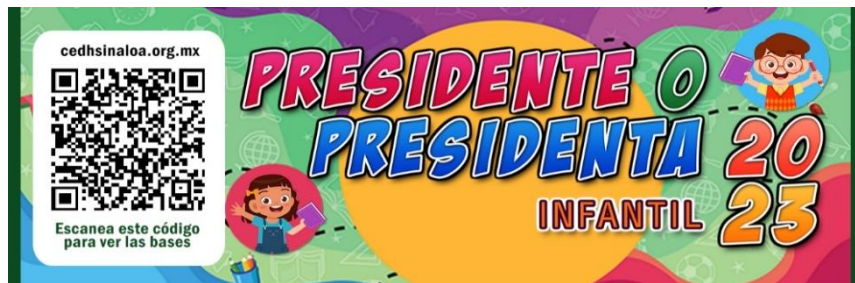 cedhsinaloa.org.mx
Escanea este código
para ver las bases
PRESIDENTE O
PRESIDENTA
INFANTIL
20
23